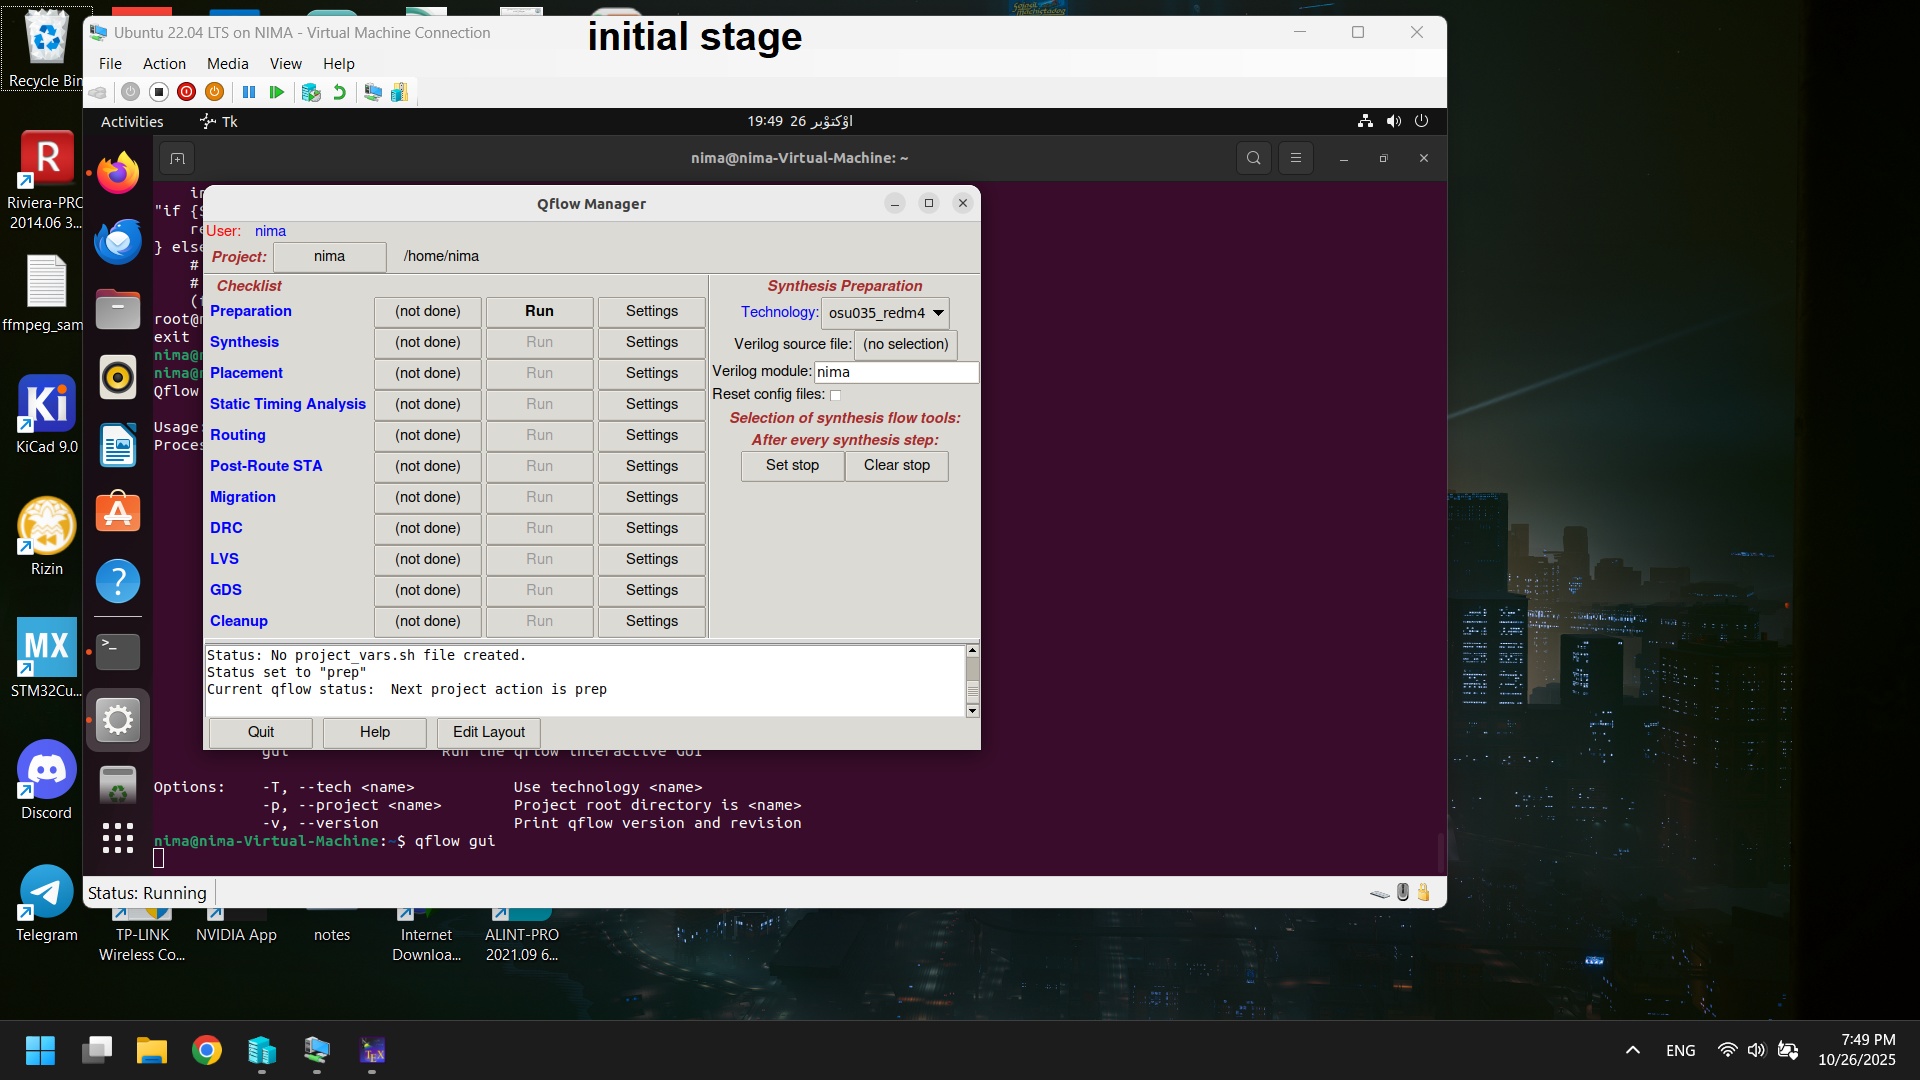 initial stage
Ubuntu 22.04 LTS on NIMA - Virtual Machine Connection
File Action Media View Help
Activities Tk
19:49 26 اؤکتوْبر
nima@nima-Virtual-Machine: ~
Qflow Manager
User: nima
Project: nima /home/nima
Checklist
Preparation (not done) Run Settings
Synthesis (not done) Run Settings
Placement (not done) Run Settings
Static Timing Analysis (not done) Run Settings
Routing (not done) Run Settings
Post-Route STA (not done) Run Settings
Migration (not done) Run Settings
DRC (not done) Run Settings
LVS (not done) Run Settings
GDS (not done) Run Settings
Cleanup (not done) Run Settings
Synthesis Preparation
Technology: osu035_redm4
Verilog source file: (no selection)
Verilog module: nima
Reset config files:
Selection of synthesis flow tools:
After every synthesis step:
Set stop Clear stop
Status: No project_vars.sh file created.
Status set to "prep"
Current qflow status: Next project action is prep
Quit Help Edit Layout
"if {
} else
#
#
root@
exit
nima@
nima@
Qflow
Usage:
Proces
gui Run the qflow interactive GUI
Options: -T, --tech <name> Use technology <name>
-p, --project <name> Project root directory is <name>
-v, --version Print qflow version and revision
nima@nima-Virtual-Machine:~$ qflow gui
Status: Running
Recycle Bin
Riviera-PRO
2014.06 3...
ffmpeg_sam
KiCad 9.0
Rizin
STM32Cu...
Discord
Telegram
TP-LINK
Wireless Co...
NVIDIA App
notes
Internet
Downloa...
ALINT-PRO
2021.09 6...
R
Ki
MX
TEX
ENG
7:49 PM
10/26/2025